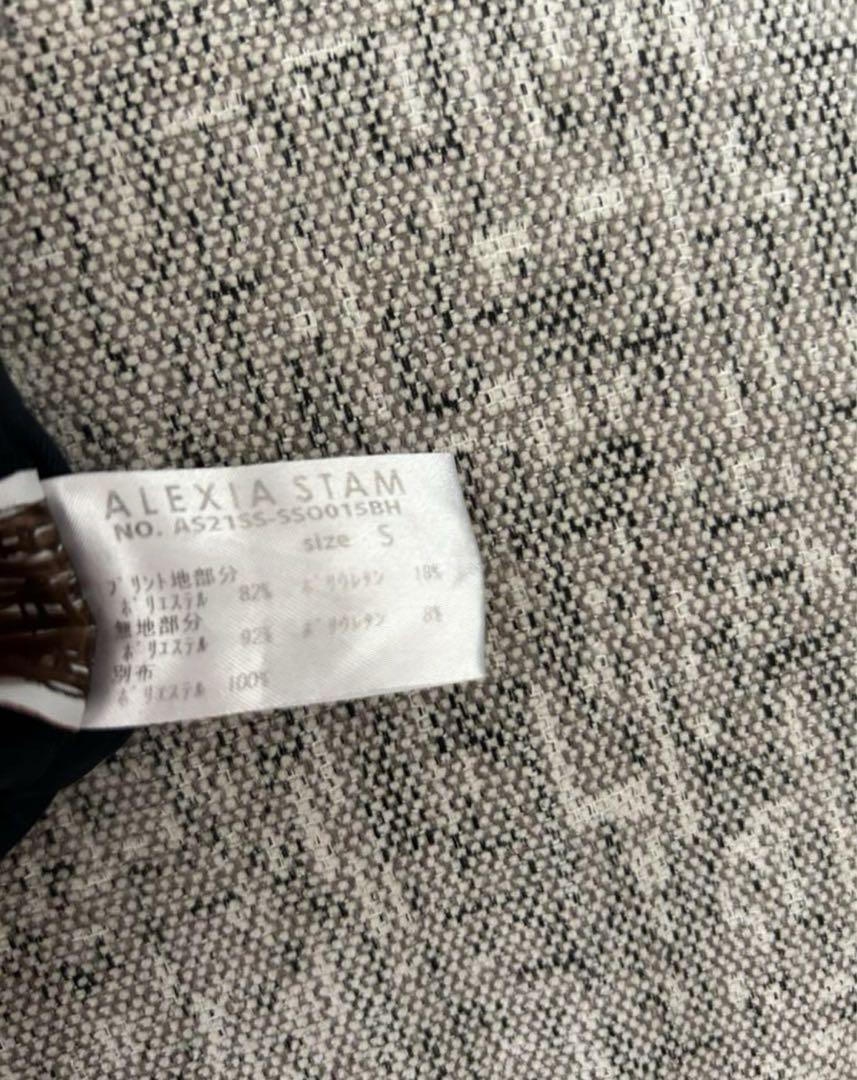 ALEXIA STAM
NO. AS21SS-SSO015BH
size S
プリント地部分
ポリエステル 82% ポリウレタン 18%
無地部分
ポリエステル 92% ポリウレタン 8%
別布
ポリエステル 100%